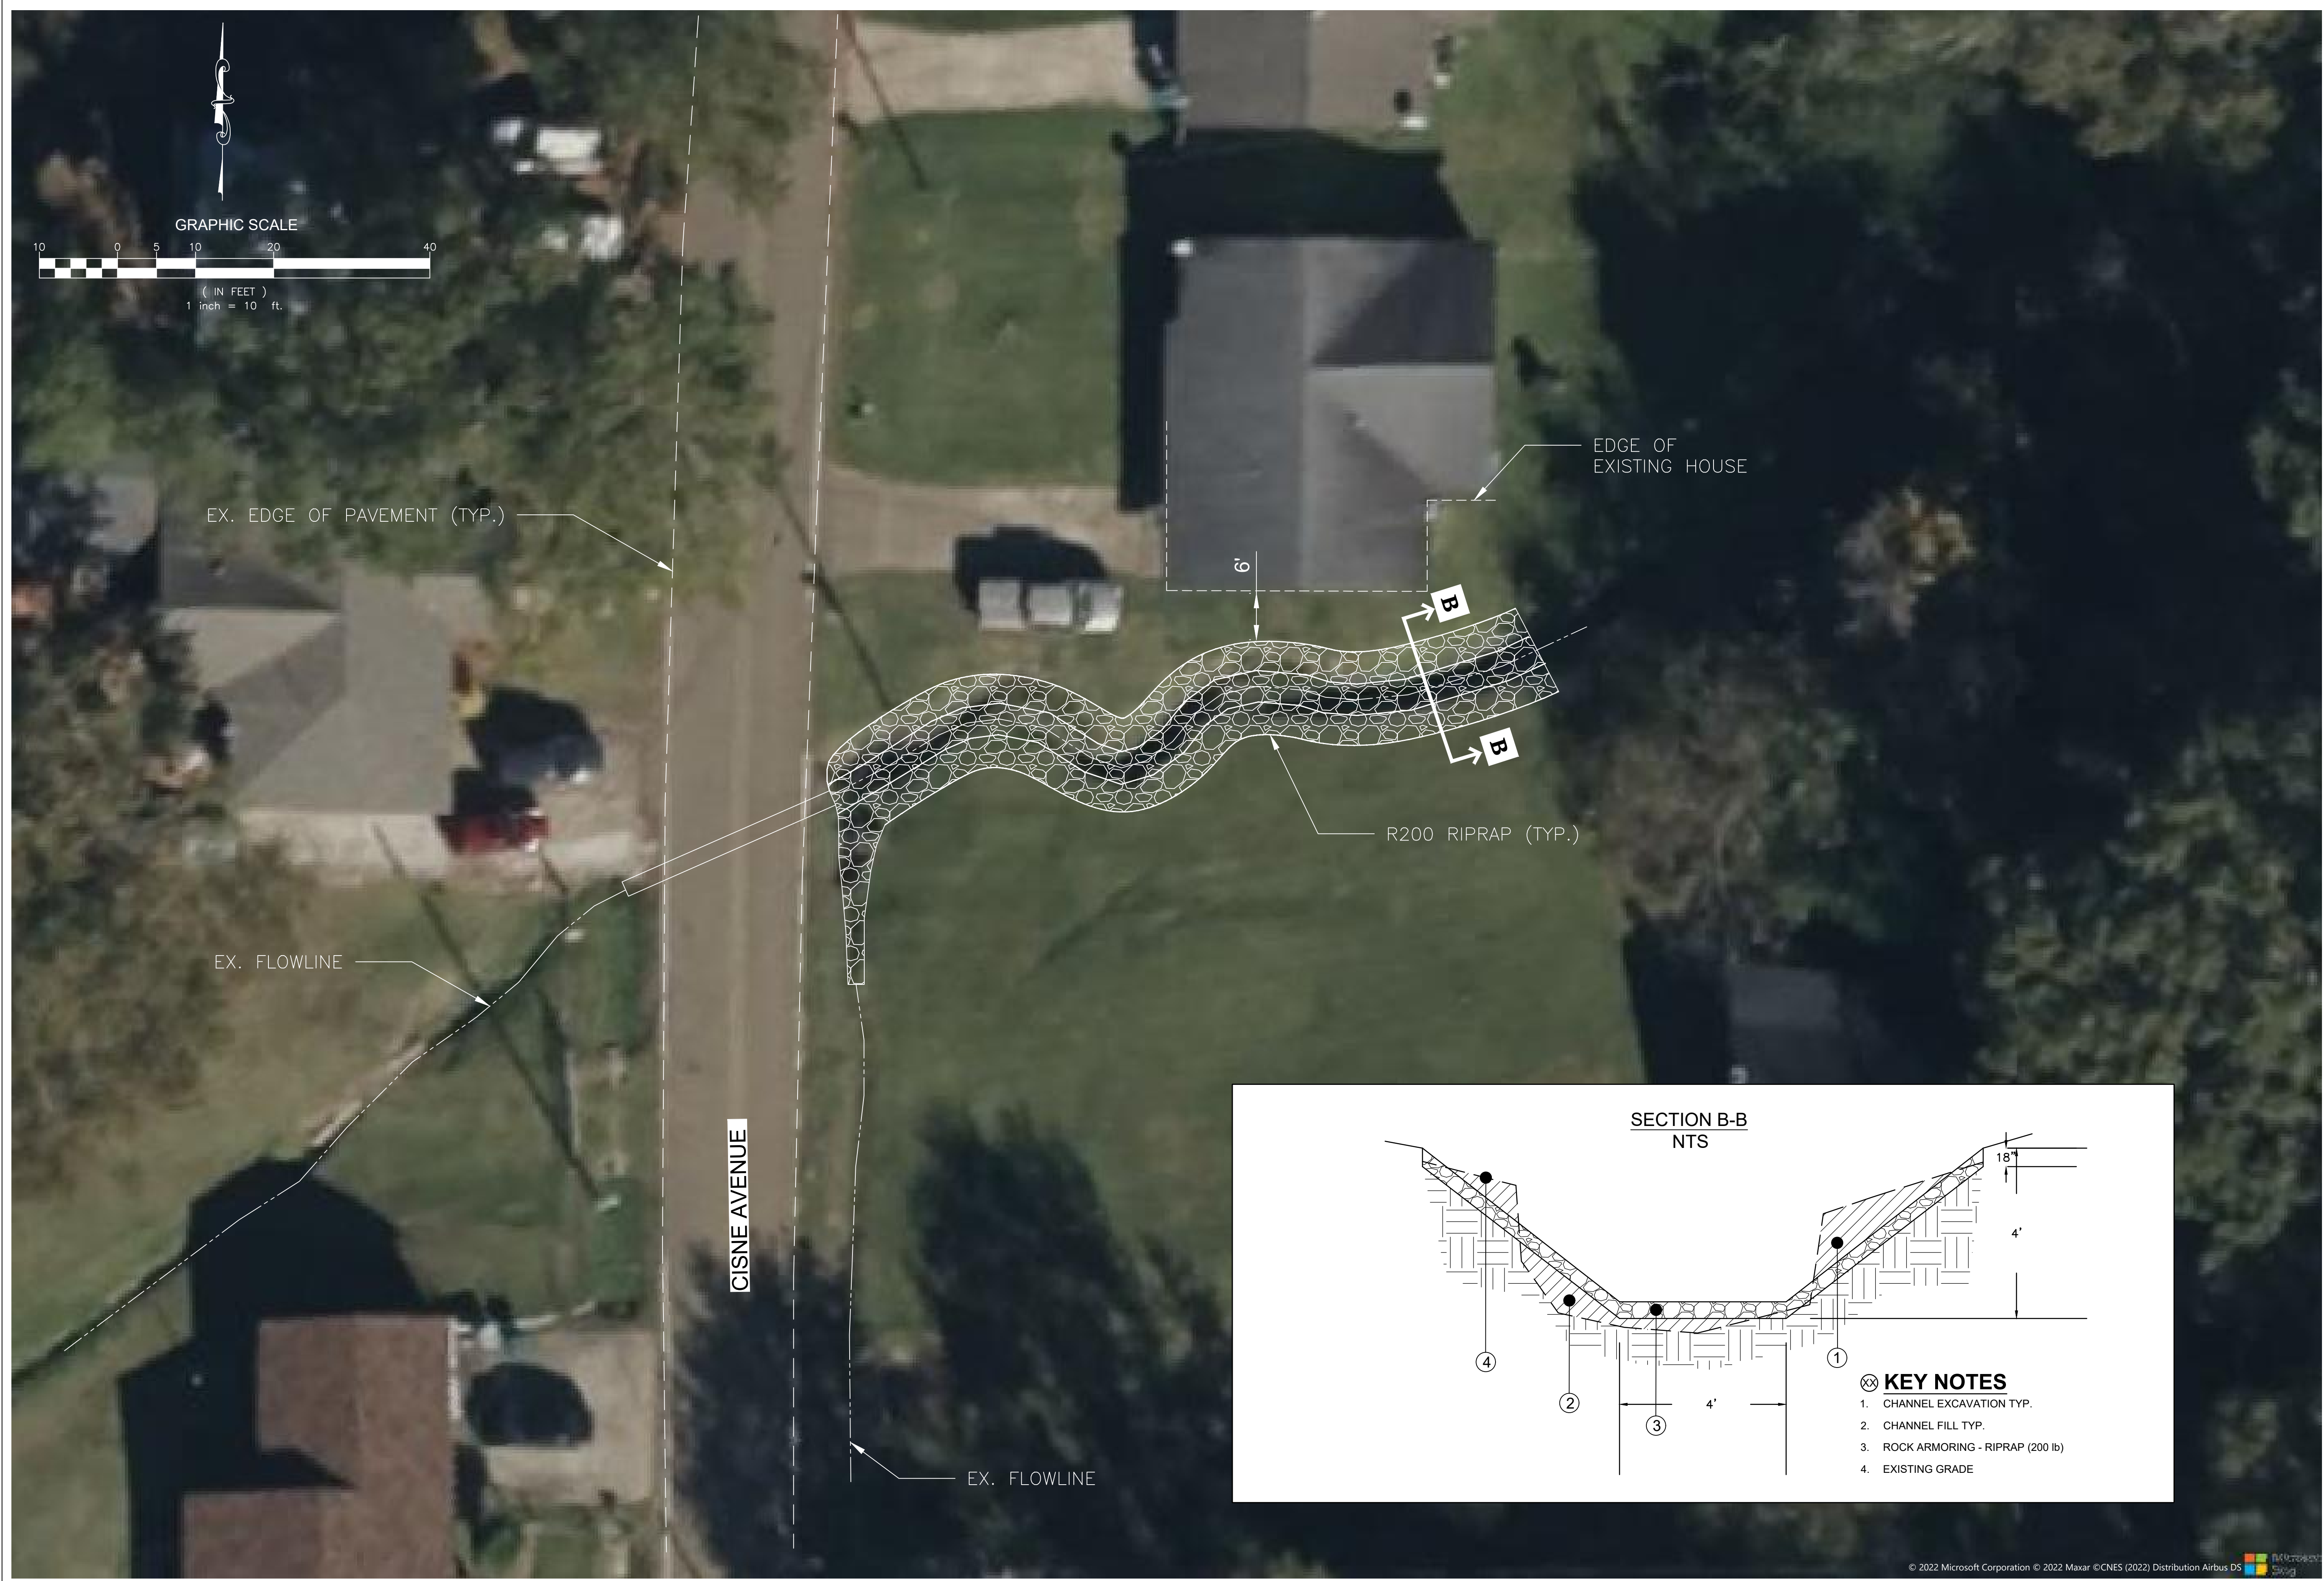 GRAPHIC SCALE
10 0 5 10 20 40
( IN FEET )
1 inch = 10 ft.
EDGE OF
EXISTING HOUSE
EX. EDGE OF PAVEMENT (TYP.)
6'
B
B
R200 RIPRAP (TYP.)
EX. FLOWLINE
CISNE AVENUE
EX. FLOWLINE
SECTION B-B
NTS
18"
4'
4'
1
2
3
4
XX KEY NOTES
1. CHANNEL EXCAVATION TYP.
2. CHANNEL FILL TYP.
3. ROCK ARMORING - RIPRAP (200 lb)
4. EXISTING GRADE
© 2022 Microsoft Corporation © 2022 Maxar ©CNES (2022) Distribution Airbus DS
Microsoft
Bing